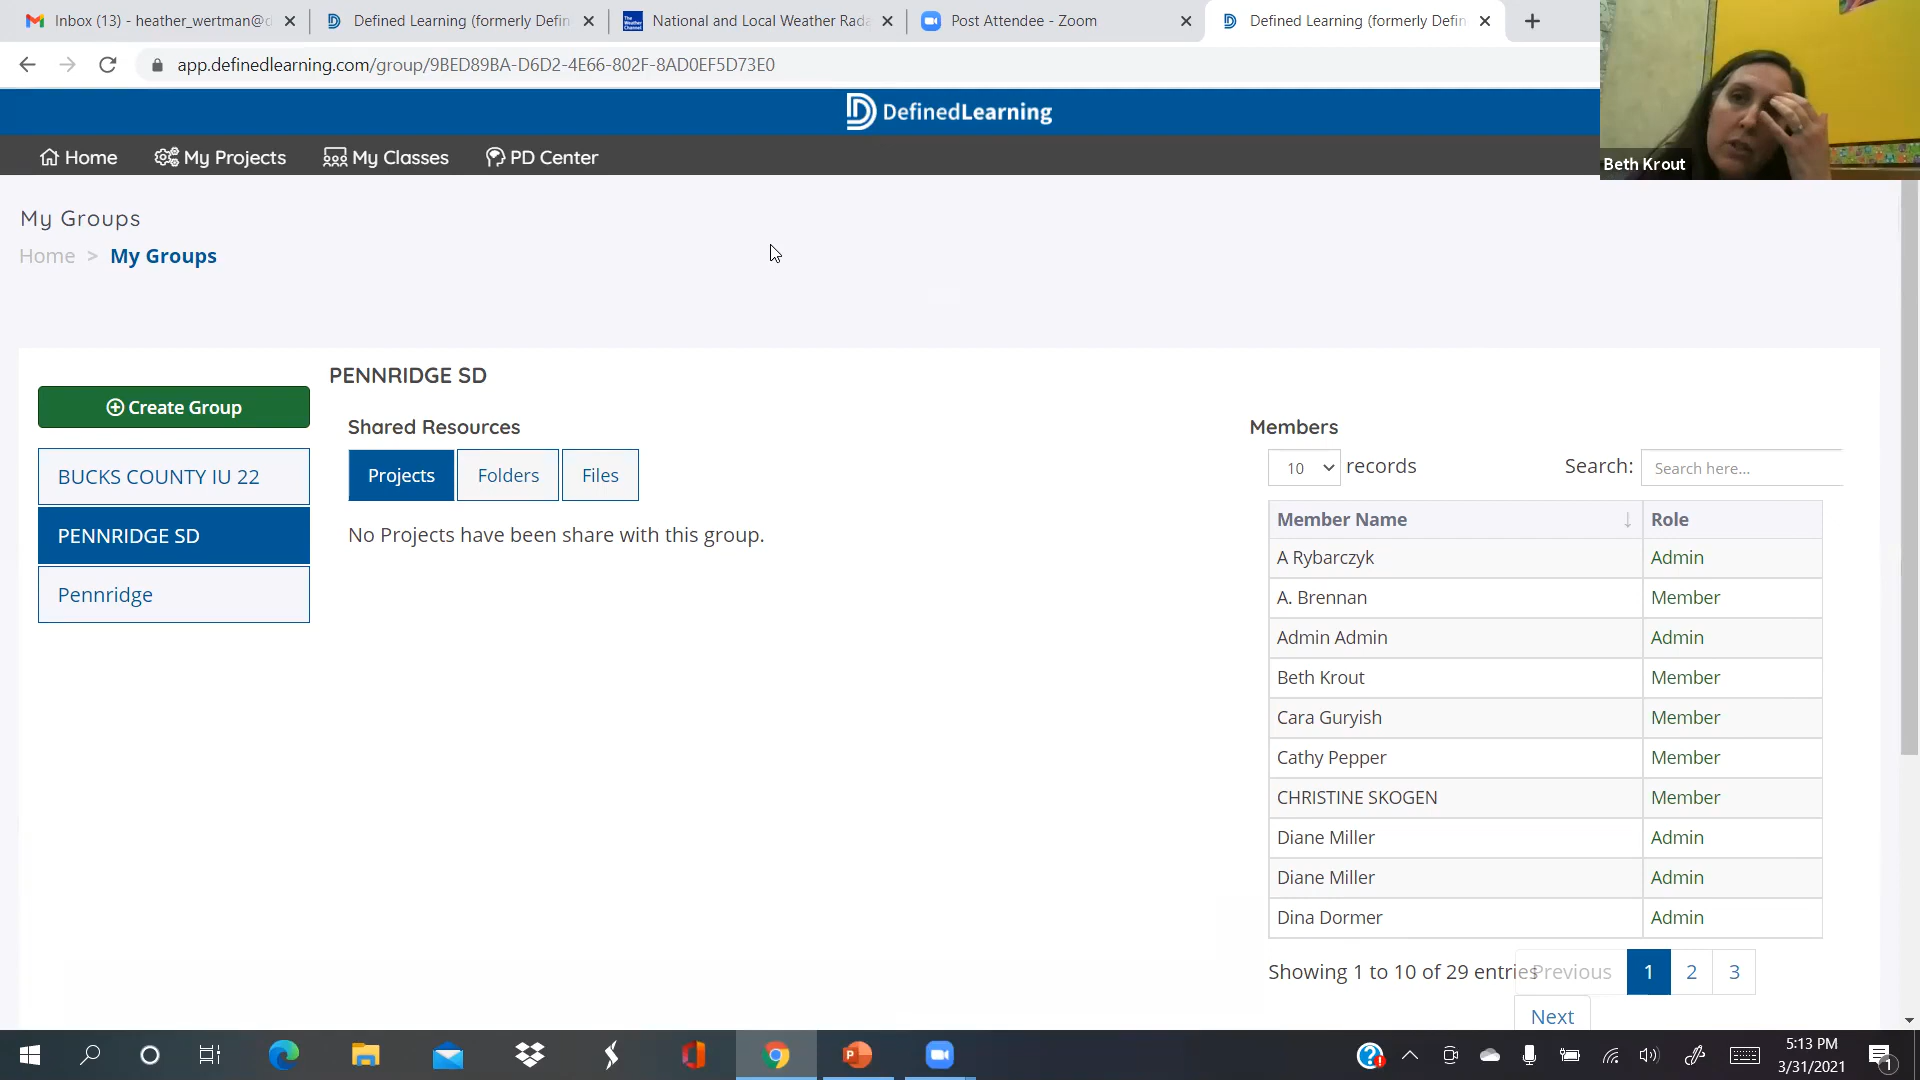 Inbox (13) - heather_wertman@d
Defined Learning (formerly Defin
National and Local Weather Rada
Post Attendee - Zoom
Defined Learning (formerly Defin
app.definedlearning.com/group/9BED89BA-D6D2-4E66-802F-8AD0EF5D73E0
DefinedLearning
Home
My Projects
My Classes
PD Center
Beth Krout
My Groups
Home > My Groups
Create Group
BUCKS COUNTY IU 22
PENNRIDGE SD
Pennridge
PENNRIDGE SD
Shared Resources
Projects
Folders
Files
No Projects have been share with this group.
Members
10 records
Search: Search here...
Member Name Role
A Rybarczyk Admin
A. Brennan Member
Admin Admin Admin
Beth Krout Member
Cara Guryish Member
Cathy Pepper Member
CHRISTINE SKOGEN Member
Diane Miller Admin
Diane Miller Admin
Dina Dormer Admin
Showing 1 to 10 of 29 entries
Previous 1 2 3
Next
5:13 PM
3/31/2021
1